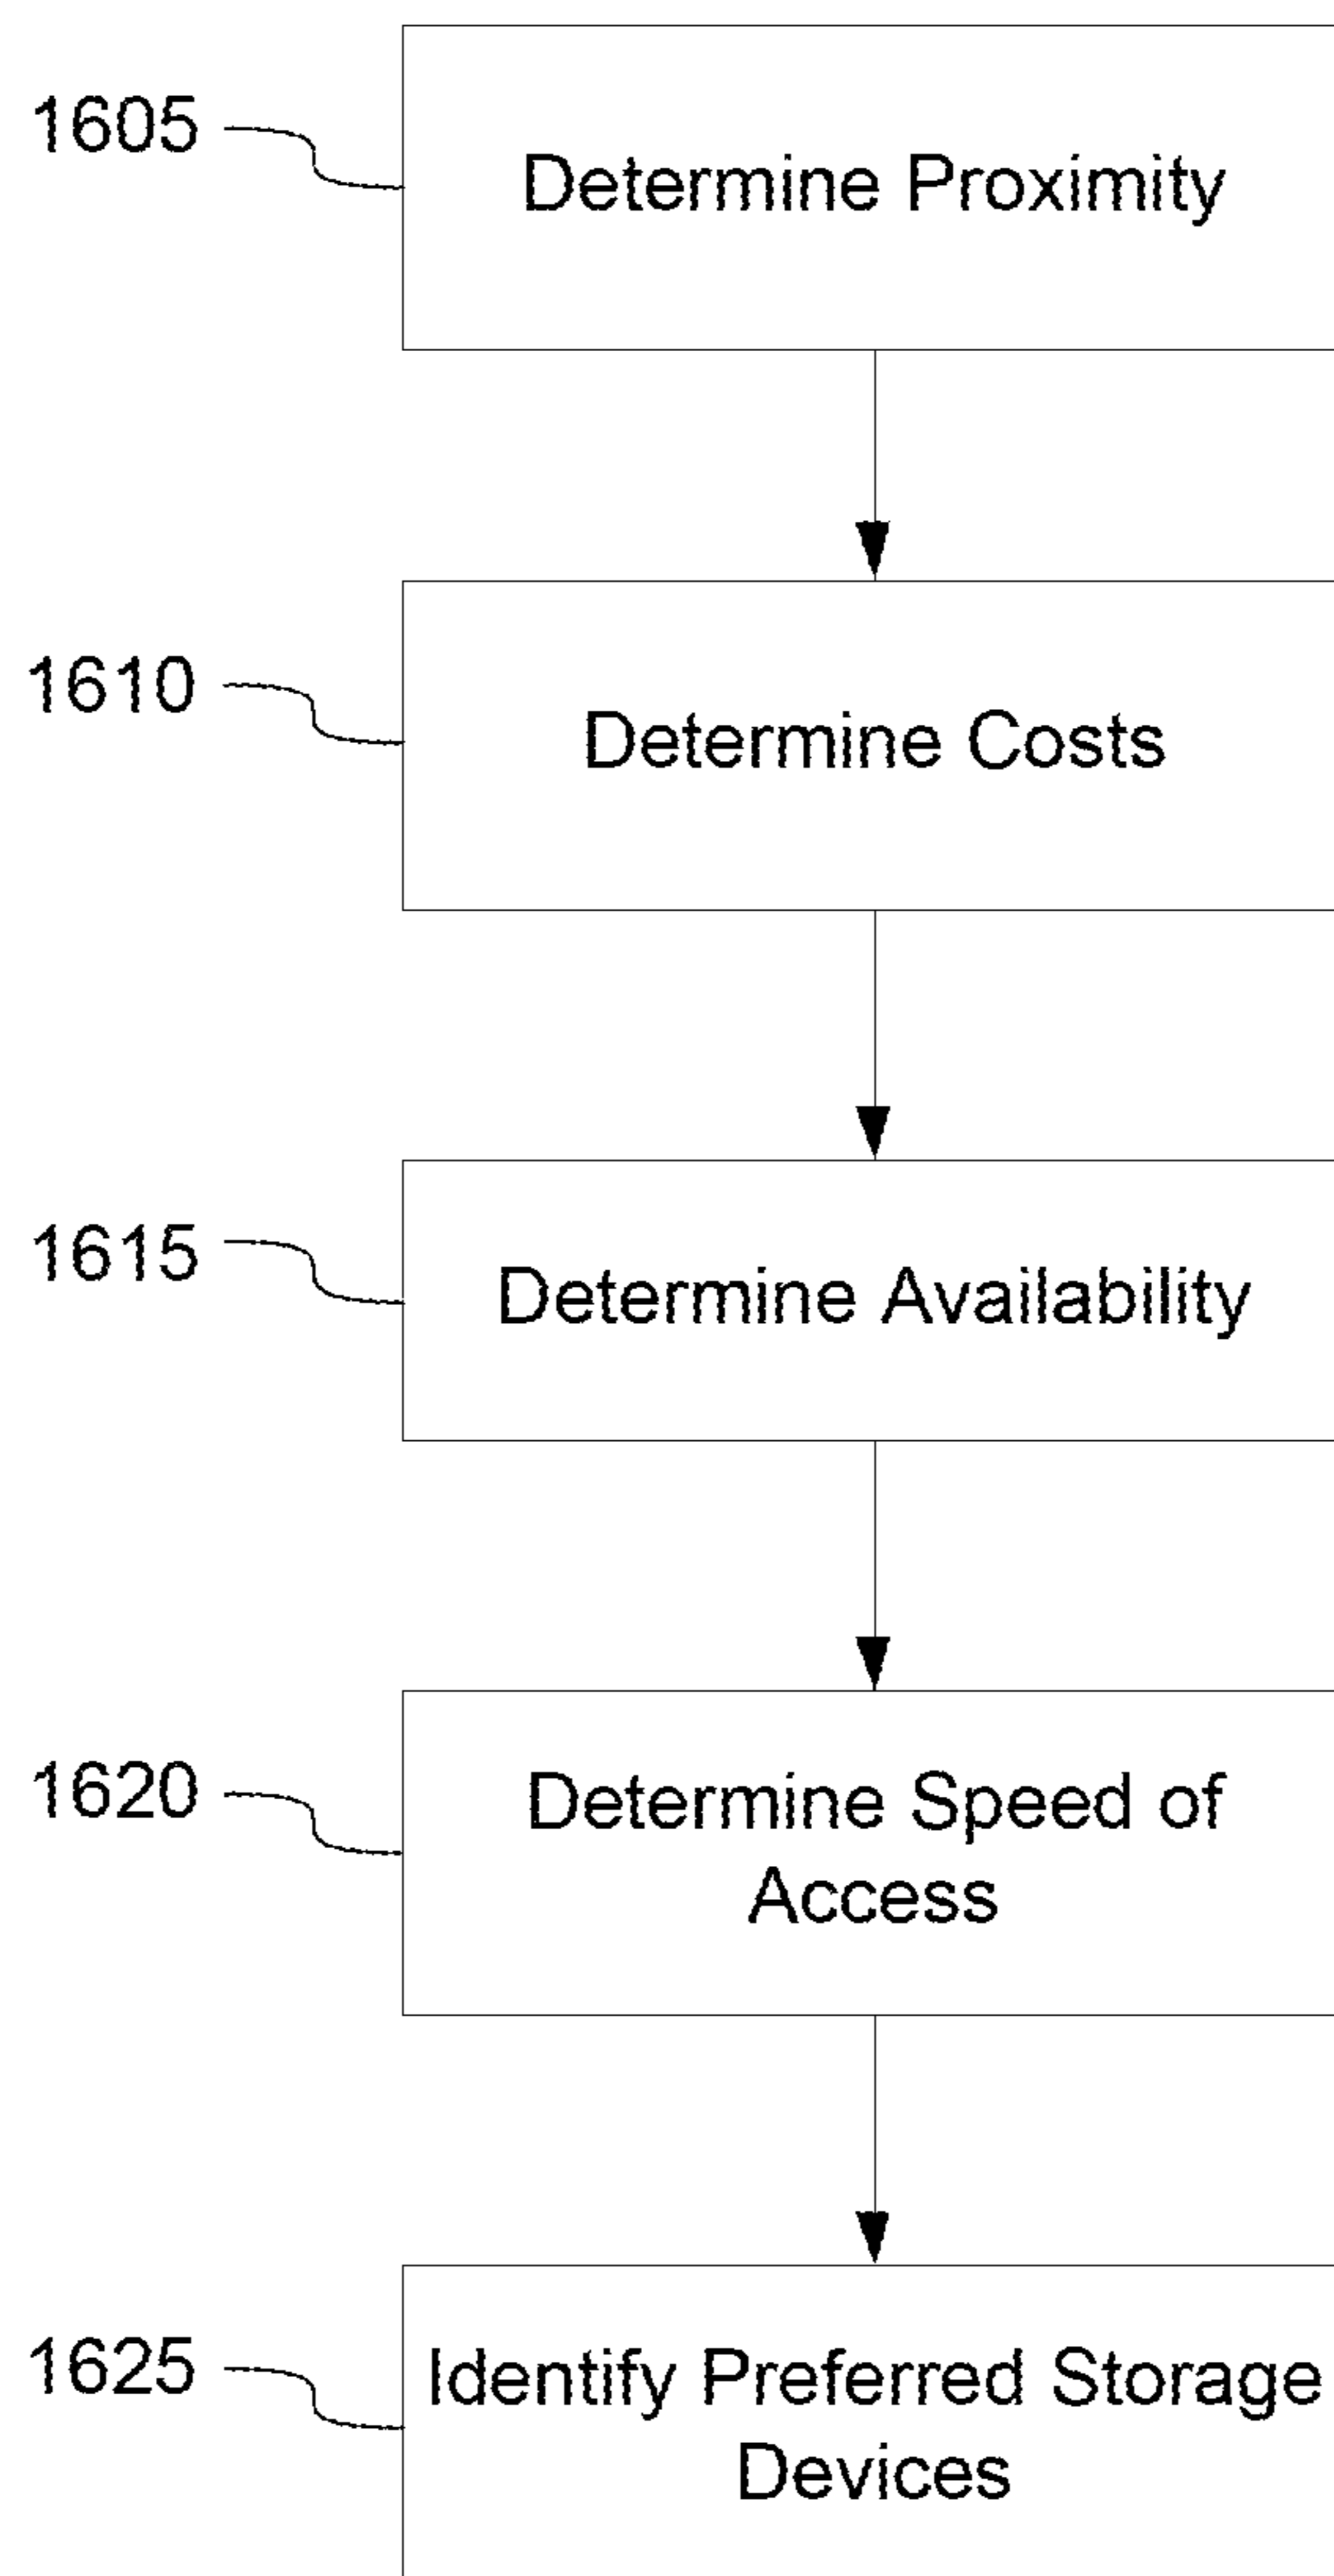 1605
Determine Proximity
1610
Determine Costs
1615
Determine Availability
1620
Determine Speed of
Access
1625
Identify Preferred Storage
Devices